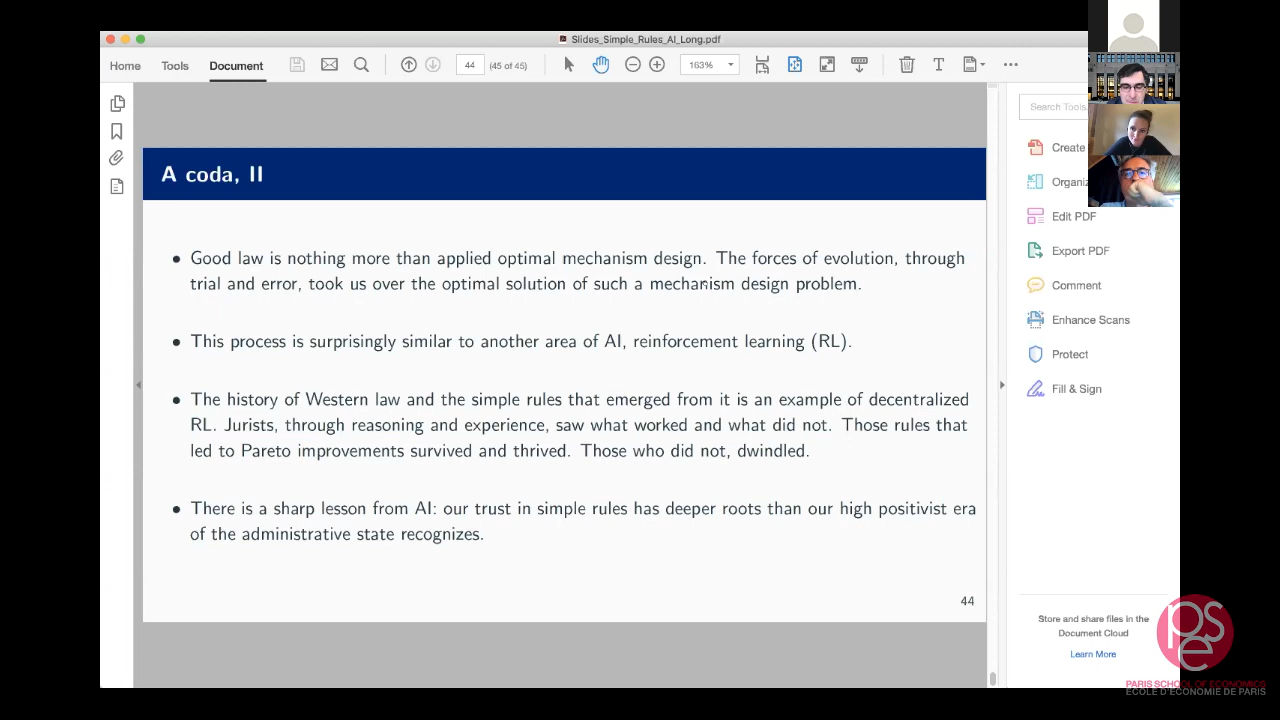 Slides_Simple_Rules_AI_Long.pdf
Home Tools Document 44 (45 of 45) 163%
A coda, II
• Good law is nothing more than applied optimal mechanism design. The forces of evolution, through
trial and error, took us over the optimal solution of such a mechanism design problem.
• This process is surprisingly similar to another area of AI, reinforcement learning (RL).
• The history of Western law and the simple rules that emerged from it is an example of decentralized
RL. Jurists, through reasoning and experience, saw what worked and what did not. Those rules that
led to Pareto improvements survived and thrived. Those who did not, dwindled.
• There is a sharp lesson from AI: our trust in simple rules has deeper roots than our high positivist era
of the administrative state recognizes.
44
Search Tools
Create
Organiz
Edit PDF
Export PDF
Comment
Enhance Scans
Protect
Fill & Sign
Store and share files in the
Document Cloud
Learn More
pse
PARIS SCHOOL OF ECONOMICS
ECOLE D'ECONOMIE DE PARIS